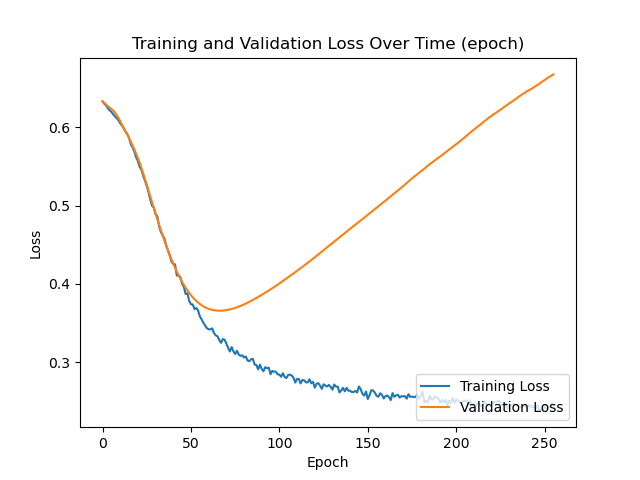 Training and Validation Loss Over Time (epoch)
Loss
0.6
0.5
0.4
0.3
Training Loss
Validation Loss
0 50 100 150 200 250
Epoch